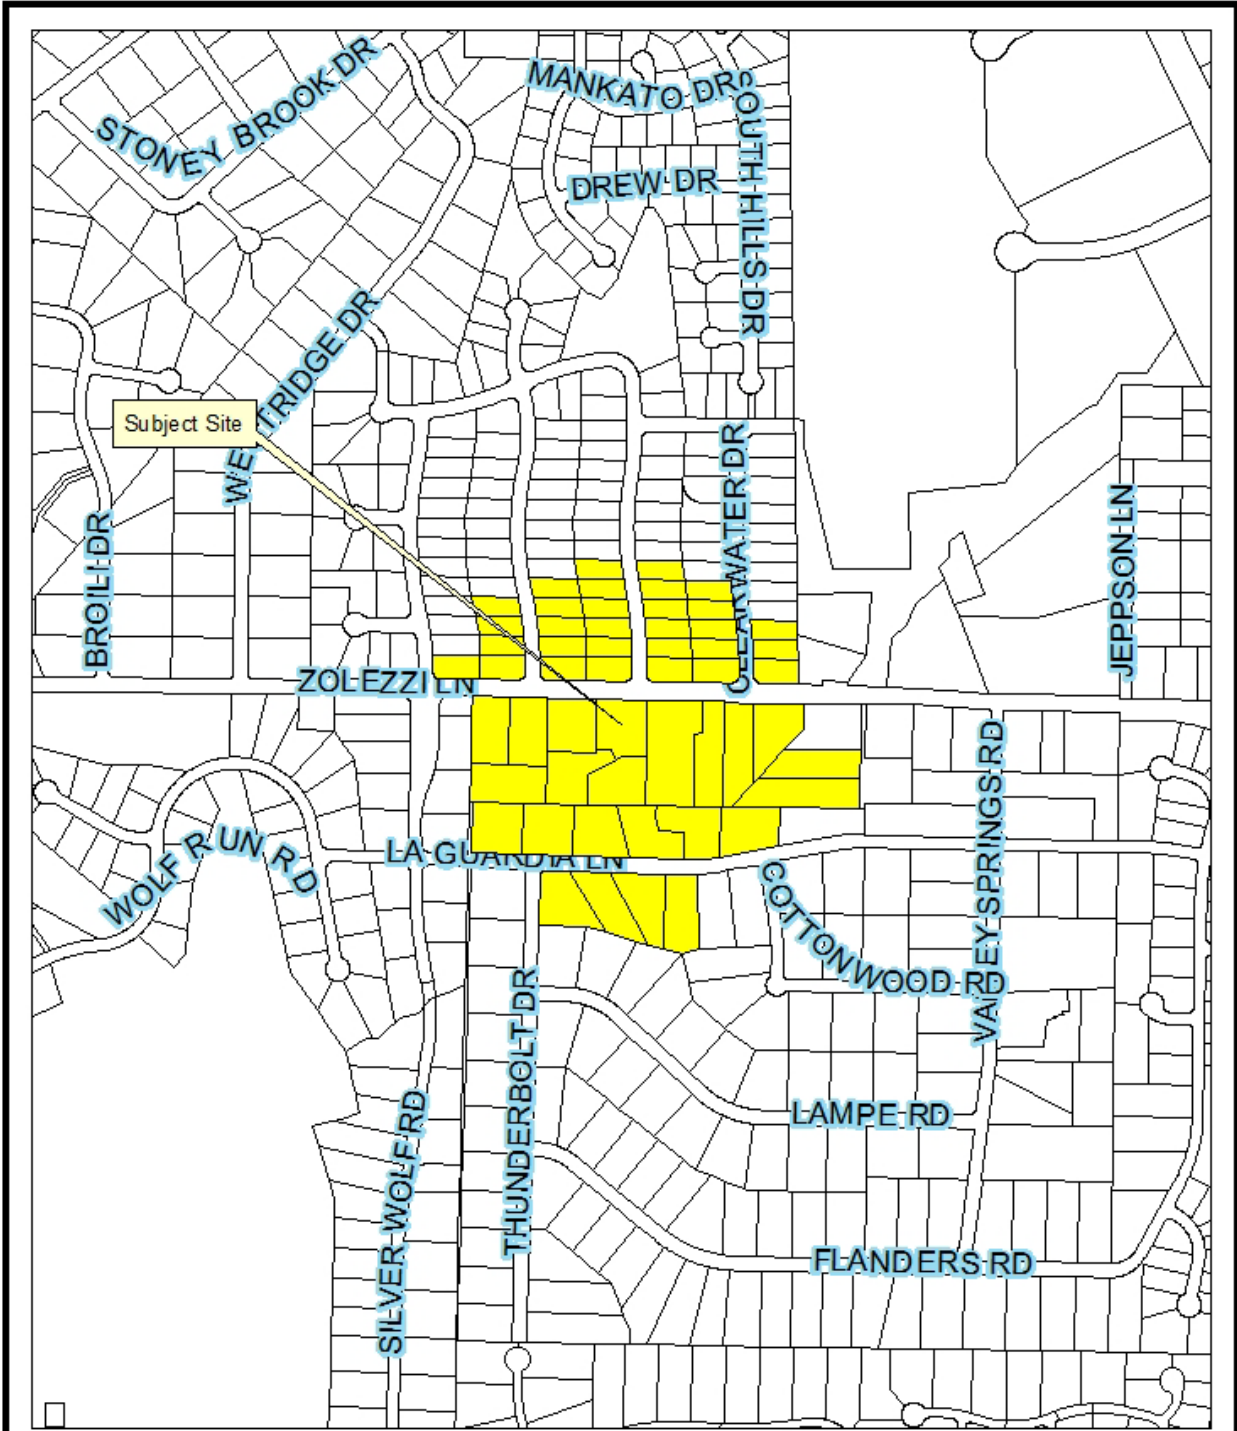 STONEY BROOK DR
MANKATO DR
SOUTH HILLS DR
DREW DR
WESTRIDGE DR
Subject Site
CLEARWATER DR
JEPPSON LN
BROILI DR
ZOLEZZI LN
VALLEY SPRINGS RD
WOLF RUN RD
LA GUARDIA LN
COTTONWOOD RD
THUNDERBOLT DR
SILVER WOLF RD
LAMPE RD
FLANDERS RD